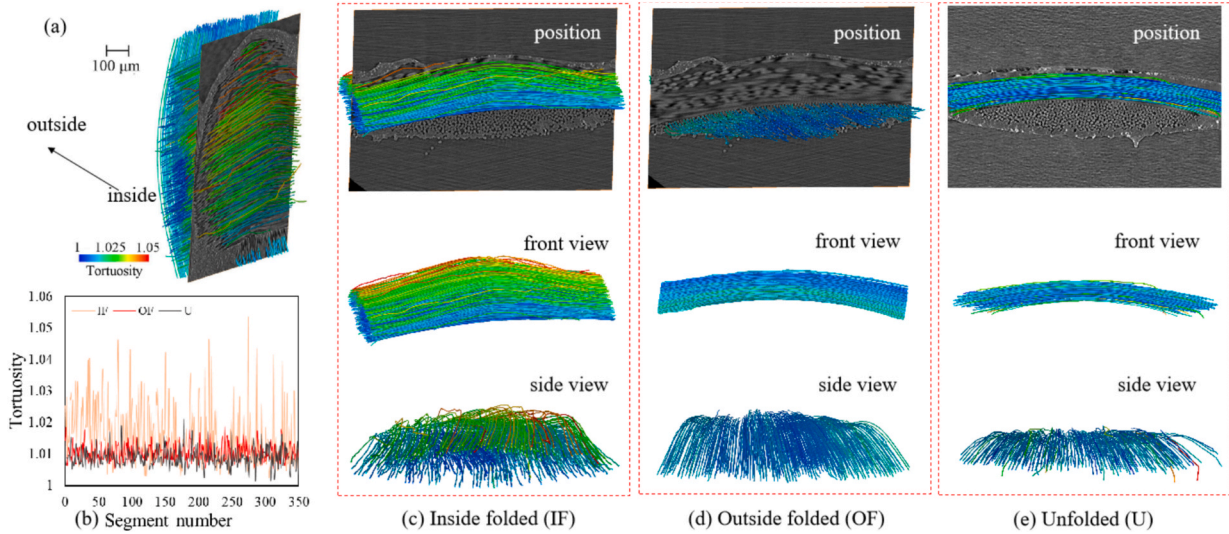 (a)
100 μm
outside
inside
1 1.025 1.05
Tortuosity
1.06
1.05
1.04
1.03
1.02
1.01
1
IF OF U
Tortuosity
0 50 100 150 200 250 300 350
(b) Segment number
position
front view
side view
(c) Inside folded (IF)
position
front view
side view
(d) Outside folded (OF)
position
front view
side view
(e) Unfolded (U)